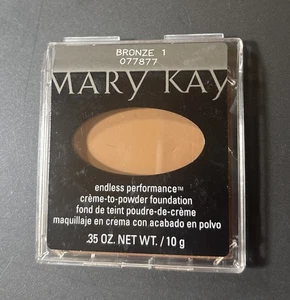 BRONZE 1
077877
MARY KAY
endless performance™
crème-to-powder foundation
fond de teint poudre-de-crème
maquillaje en crema con acabado en polvo
.35 OZ. NET WT. / 10 g